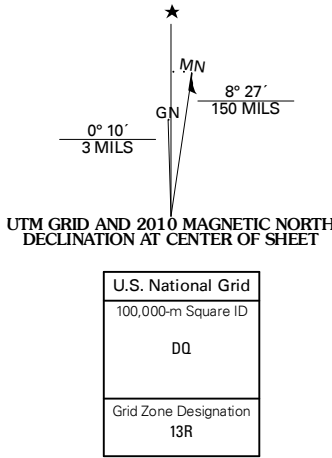 MN
8° 27´
150 MILS
GN
0° 10´
3 MILS
UTM GRID AND 2010 MAGNETIC NORTH
DECLINATION AT CENTER OF SHEET
U.S. National Grid
100,000-m Square ID
DQ
Grid Zone Designation
13R